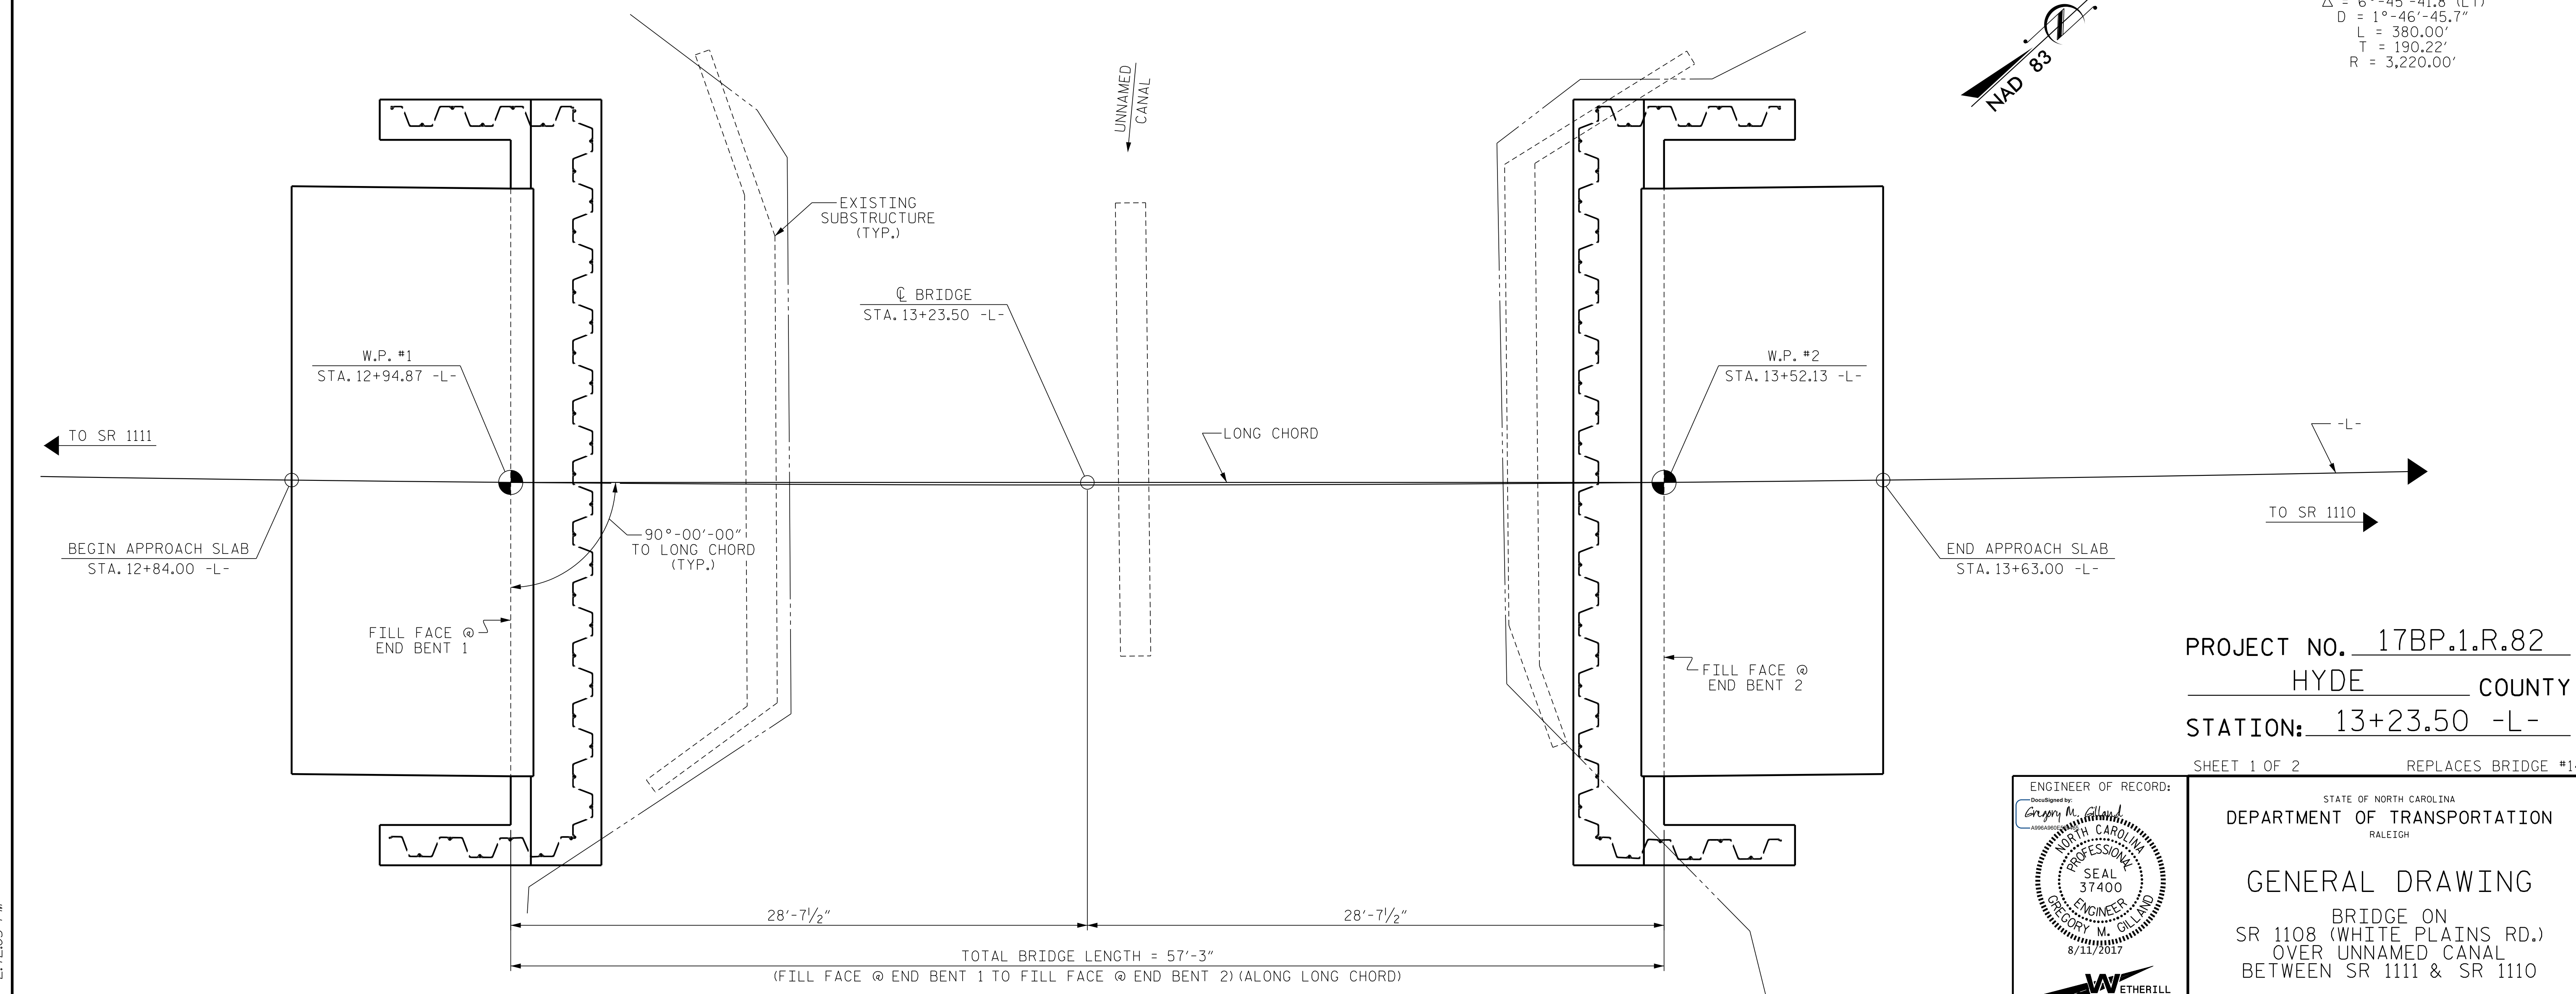 D = 1°-46'-45.7"
L = 380.00'
T = 190.22'
R = 3,220.00'
NAD 83
UNNAMED
CANAL
EXISTING
SUBSTRUCTURE
(TYP.)
℄ BRIDGE
STA. 13+23.50 -L-
W.P. #1
STA. 12+94.87 -L-
W.P. #2
STA. 13+52.13 -L-
TO SR 1111
LONG CHORD
-L-
TO SR 1110
BEGIN APPROACH SLAB
STA. 12+84.00 -L-
90°-00'-00"
TO LONG CHORD
(TYP.)
END APPROACH SLAB
STA. 13+63.00 -L-
FILL FACE @
END BENT 1
FILL FACE @
END BENT 2
28'-7½"
28'-7½"
TOTAL BRIDGE LENGTH = 57'-3"
(FILL FACE @ END BENT 1 TO FILL FACE @ END BENT 2) (ALONG LONG CHORD)
PROJECT NO. 17BP.1.R.82
HYDE COUNTY
STATION: 13+23.50 -L-
SHEET 1 OF 2 REPLACES BRIDGE
ENGINEER OF RECORD:
DocuSigned by:
Gregory M. Gilland
NORTH CAROLINA
PROFESSIONAL
SEAL
37400
ENGINEER
GREGORY M. GILLAND
8/11/2017
WETHERILL
STATE OF NORTH CAROLINA
DEPARTMENT OF TRANSPORTATION
RALEIGH
GENERAL DRAWING
BRIDGE ON
SR 1108 (WHITE PLAINS RD.)
OVER UNNAMED CANAL
BETWEEN SR 1111 & SR 1110